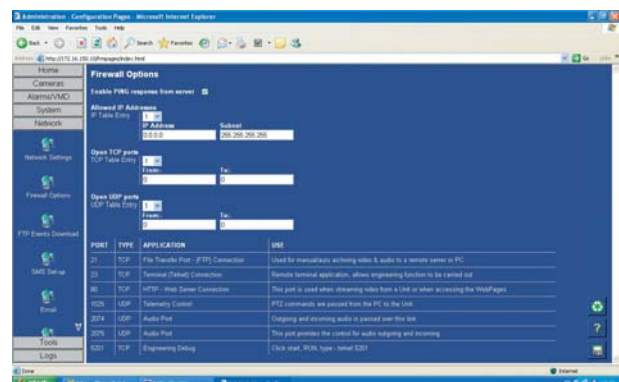 Administration - Configuration Pages - Microsoft Internet Explorer
File Edit View Favorites Tools Help
Back Search Favorites
Home
Cameras
Alarms/VMD
System
Network
Network Settings
Firewall Options
FTP Events Download
SMS Set-up
Email
Tools
Logs
Firewall Options
Enable PING response from server
Allowed IP Addresses
IP Table Entry 1
IP Address Subnet
0.0.0.0 255.255.255.255
Open TCP ports
TCP Table Entry 1
From: To:
0 0
Open UDP ports
UDP Table Entry 1
From: To:
0 0
PORT TYPE APPLICATION USE
21 TCP File Transfer Port - (FTP) Connection Used for manual/auto archiving video & audio to a remote server or PC
23 TCP Terminal (Telnet) Connection Remote terminal application, allows engineering function to be carried out
80 TCP HTTP - Web Server Connection This port is used when streaming video from a Unit or when accessing the WebPages
1025 UDP Telemetry Control PTZ commands are passed from the PC to the Unit
2074 UDP Audio Port Outgoing and incoming audio is passed over this link
2075 UDP Audio Port This port provides the control for audio outgoing and incoming
5201 TCP Engineering Debug Click start, RUN, type:- telnet 5201
Done Internet